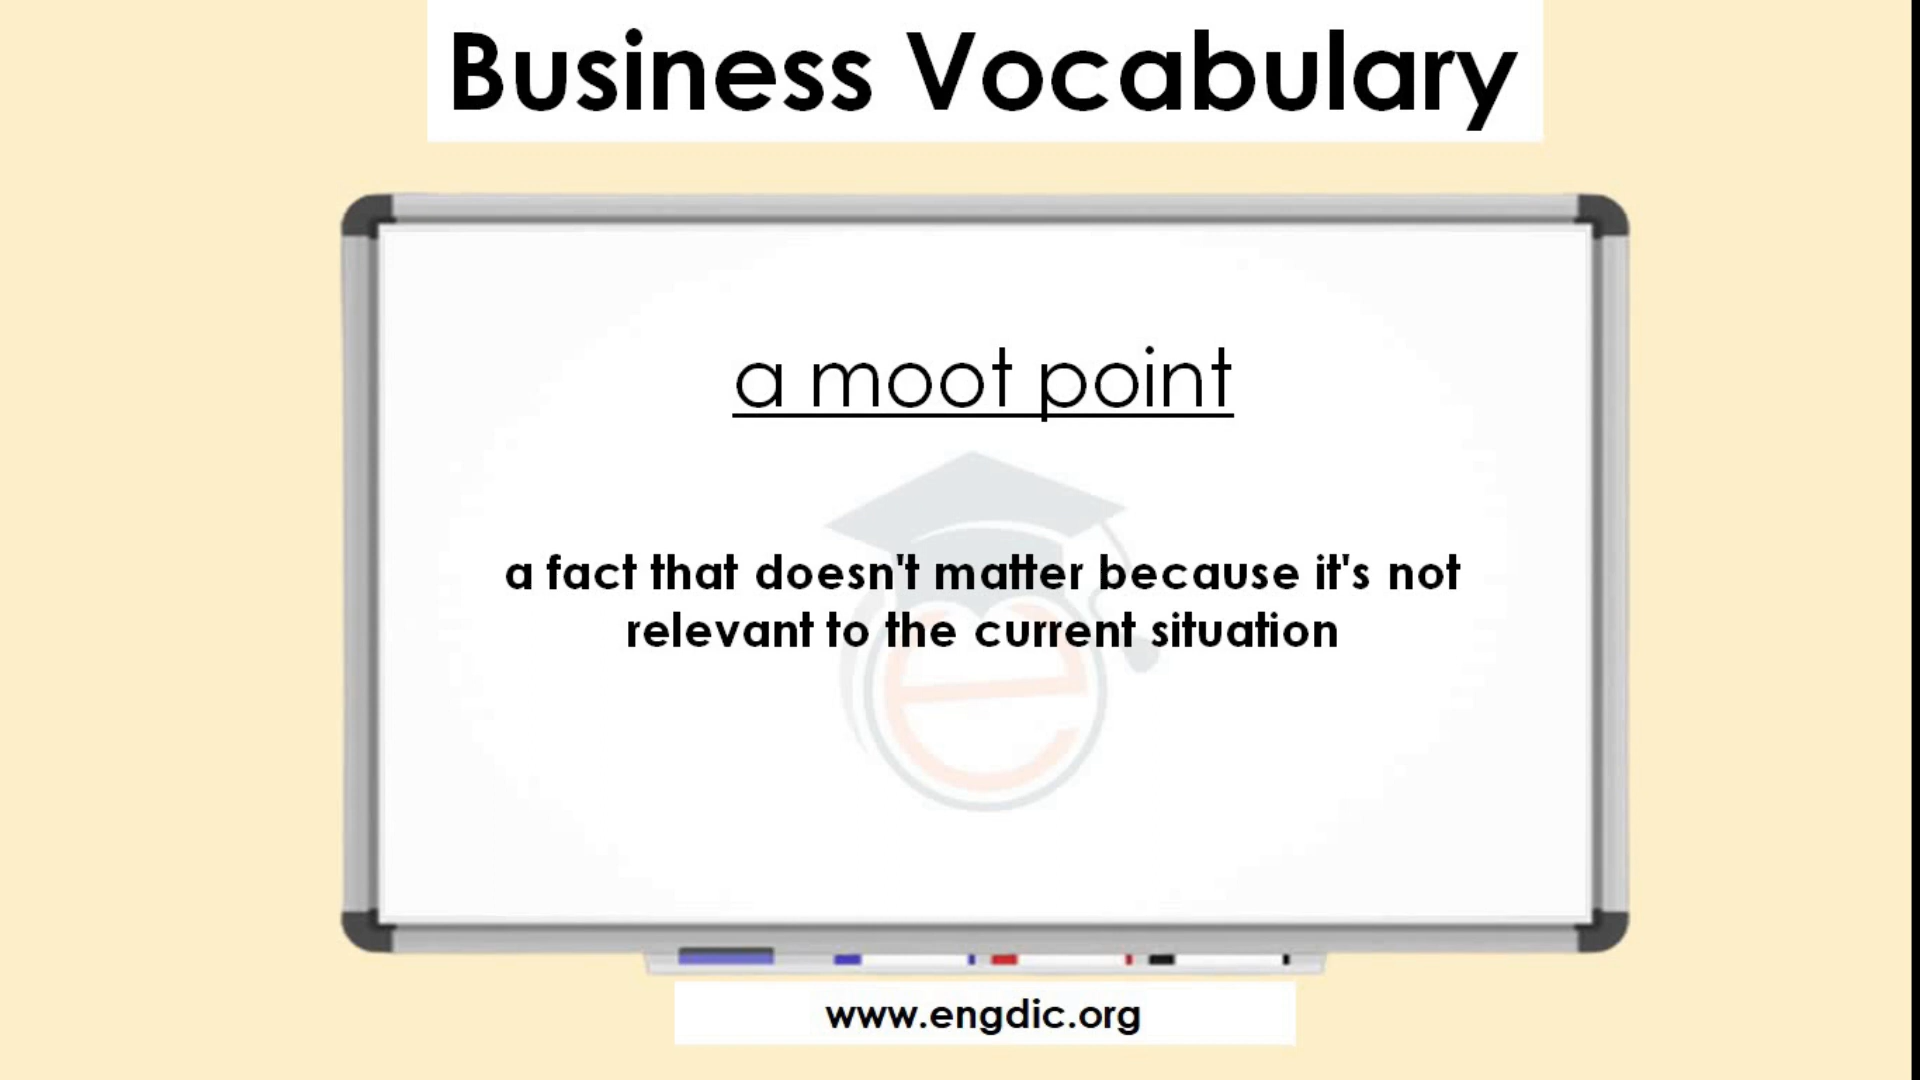 Business Vocabulary
a moot point
a fact that doesn't matter because it's not
relevant to the current situation
www.engdic.org